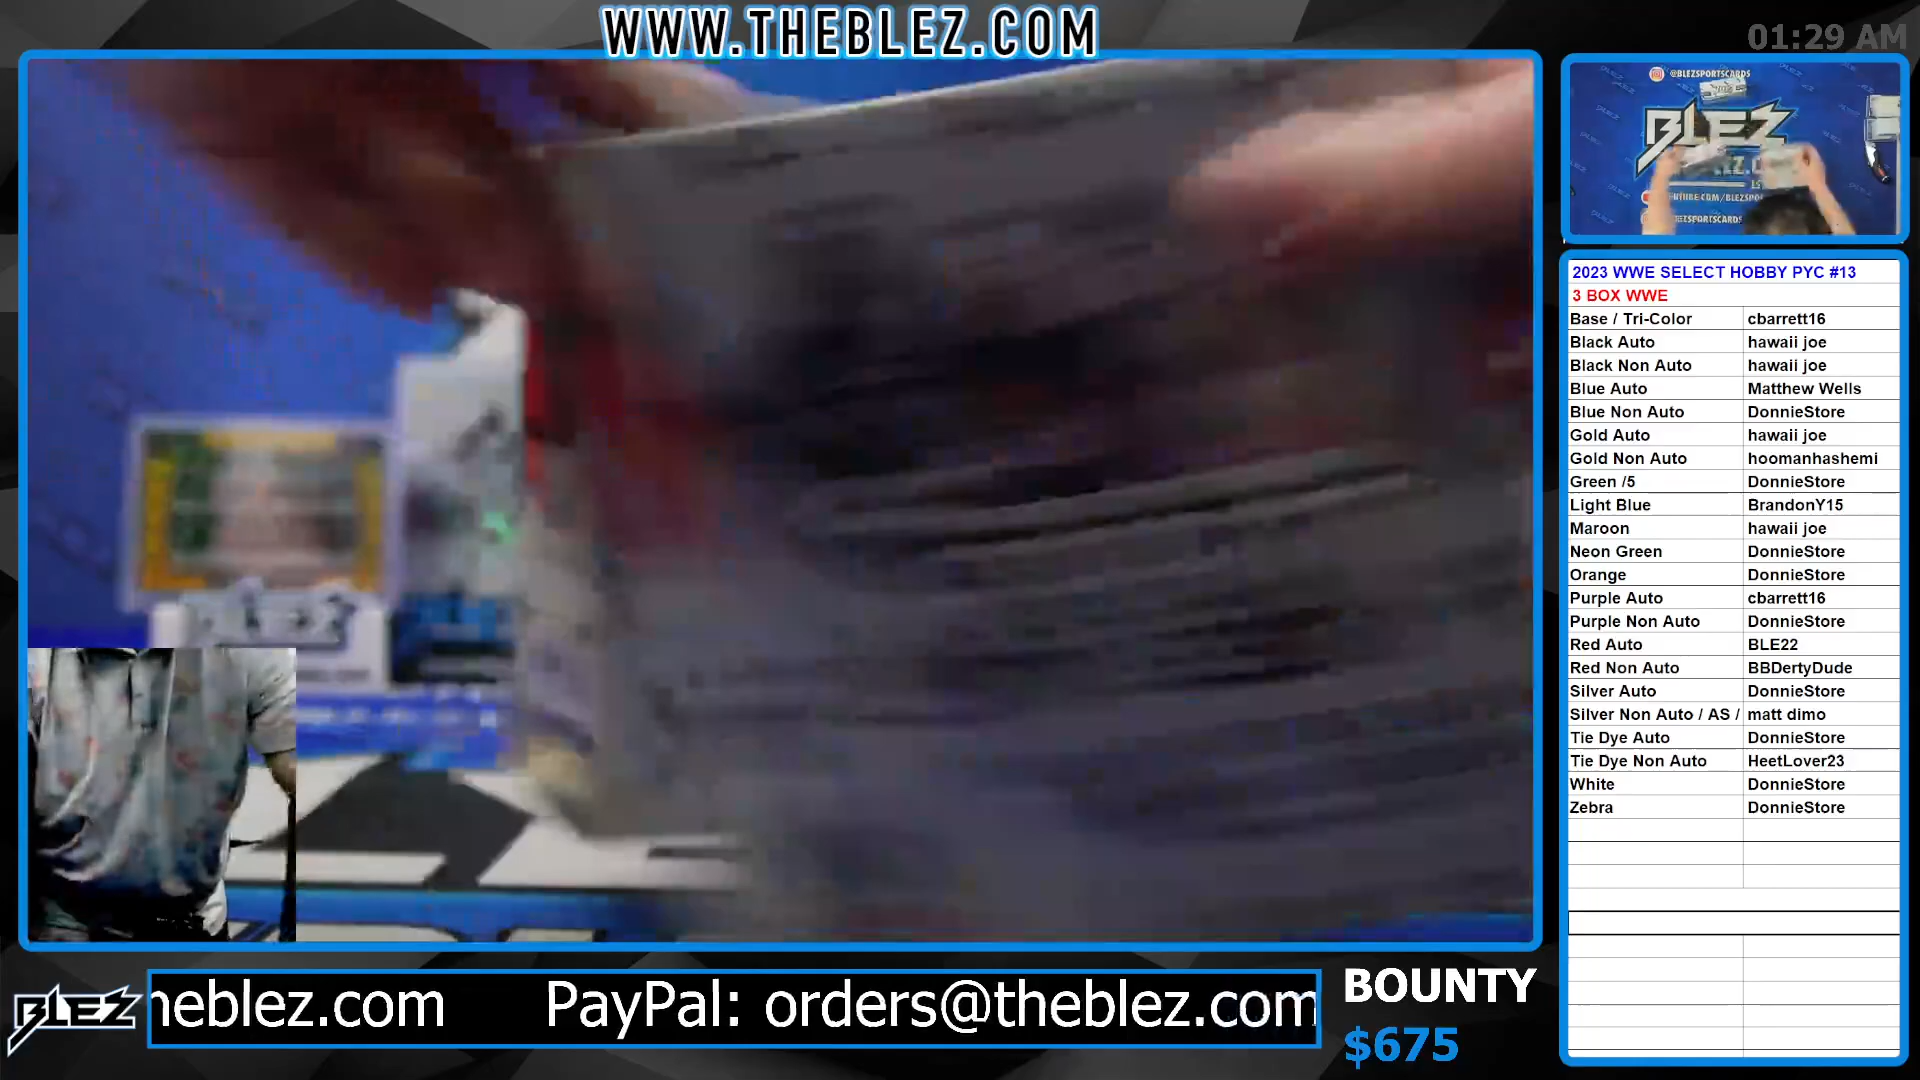 WWW.THEBLEZ.COM
01:29 AM
@BLEZSPORTSCARDS
BLEZ
2023 WWE SELECT HOBBY PYC #13
3 BOX WWE
Base / Tri-Color cbarrett16
Black Auto hawaii joe
Black Non Auto hawaii joe
Blue Auto Matthew Wells
Blue Non Auto DonnieStore
Gold Auto hawaii joe
Gold Non Auto hoomanhashemi
Green /5 DonnieStore
Light Blue BrandonY15
Maroon hawaii joe
Neon Green DonnieStore
Orange DonnieStore
Purple Auto cbarrett16
Purple Non Auto DonnieStore
Red Auto BLE22
Red Non Auto BBDertyDude
Silver Auto DonnieStore
Silver Non Auto / AS / matt dimo
Tie Dye Auto DonnieStore
Tie Dye Non Auto HeetLover23
White DonnieStore
Zebra DonnieStore
BLEZ
heblez.com PayPal: orders@theblez.com
BOUNTY
$675